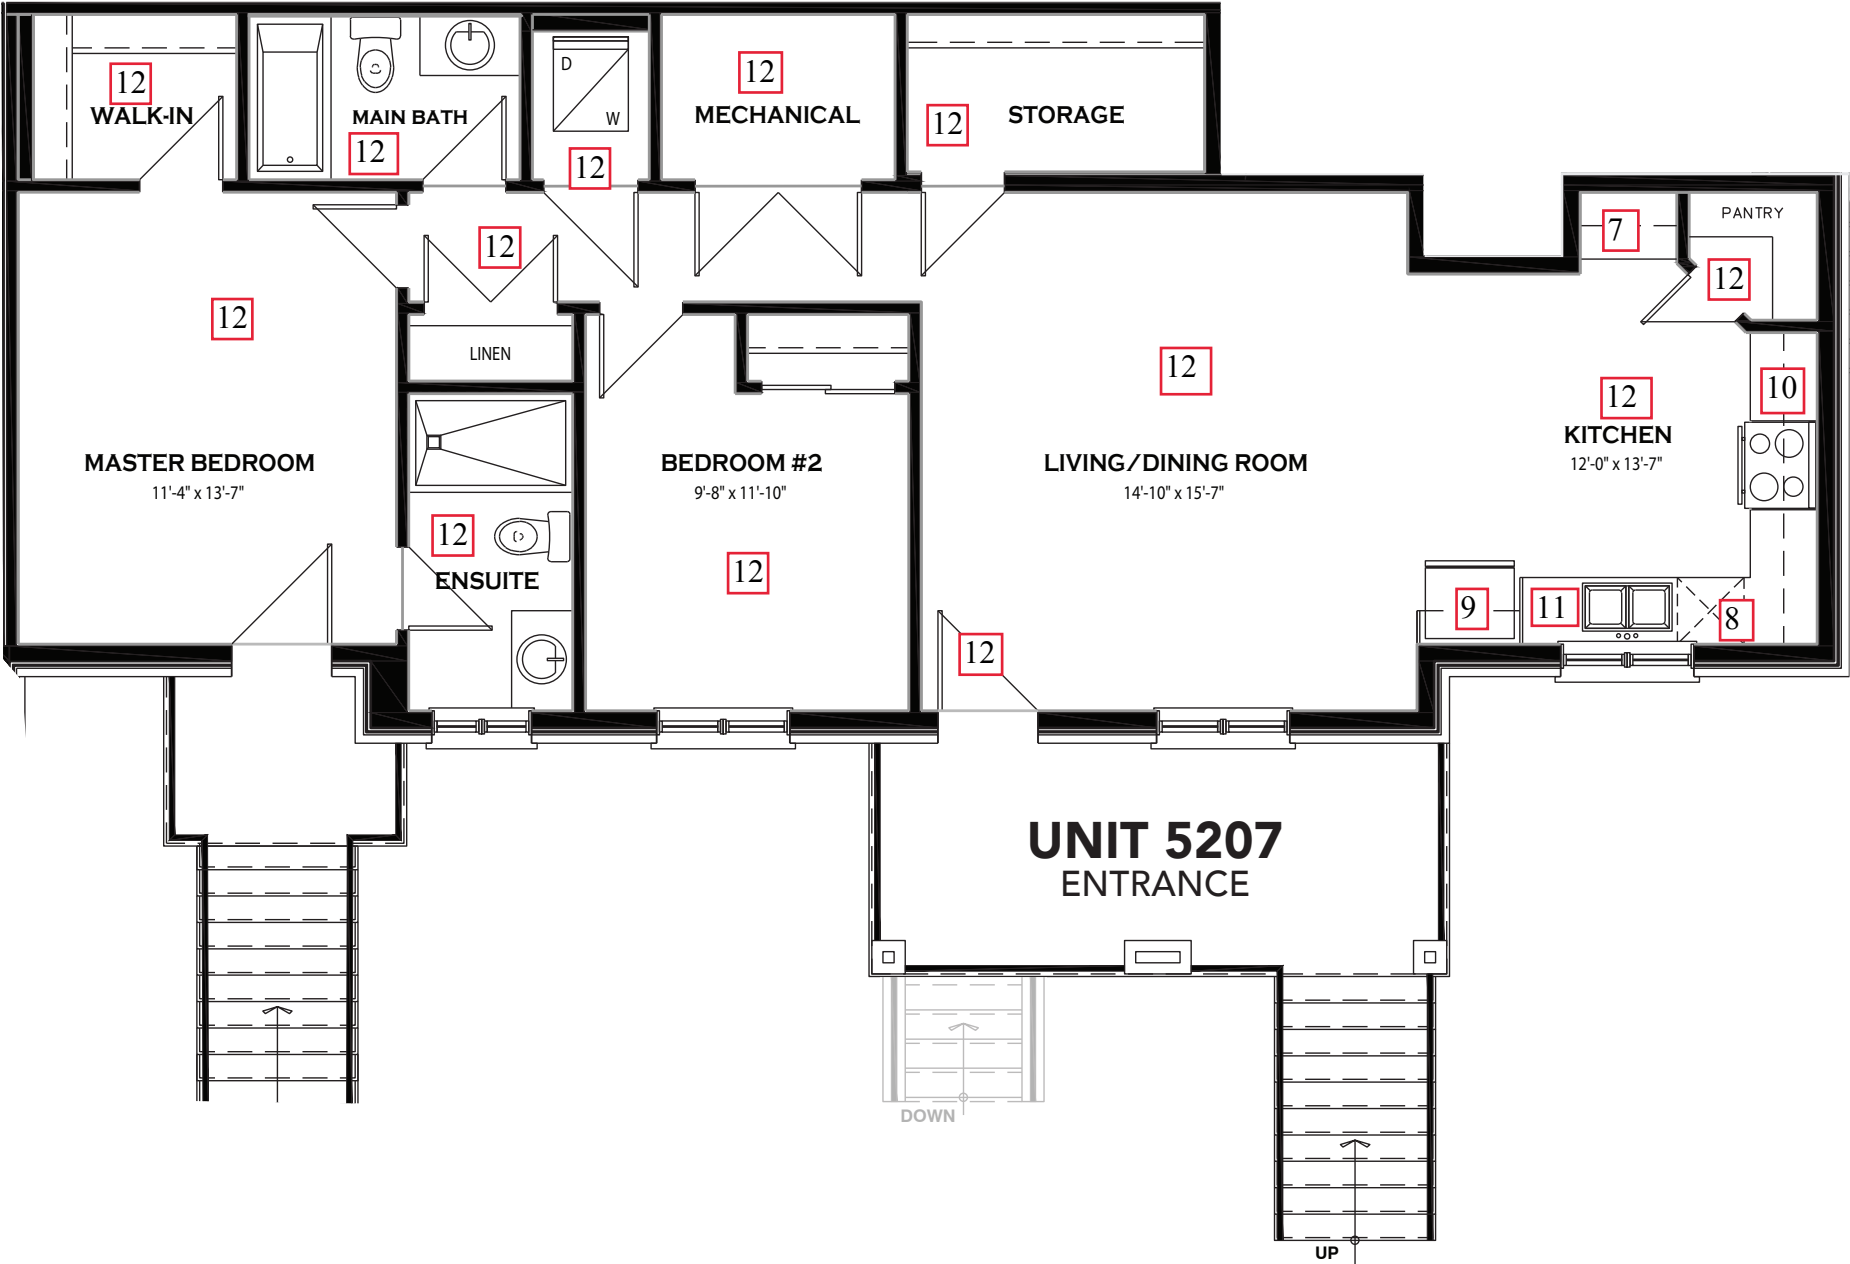 12
WALK-IN
MAIN BATH
12
D
W
12
12
MECHANICAL
12
STORAGE
7
PANTRY
12
12
12
LINEN
12
12
KITCHEN
12'-0" x 13'-7"
10
MASTER BEDROOM
11'-4" x 13'-7"
BEDROOM #2
9'-8" x 11'-10"
LIVING/DINING ROOM
14'-10" x 15'-7"
12
ENSUITE
12
9
11
8
12
UNIT 5207
ENTRANCE
DOWN
UP